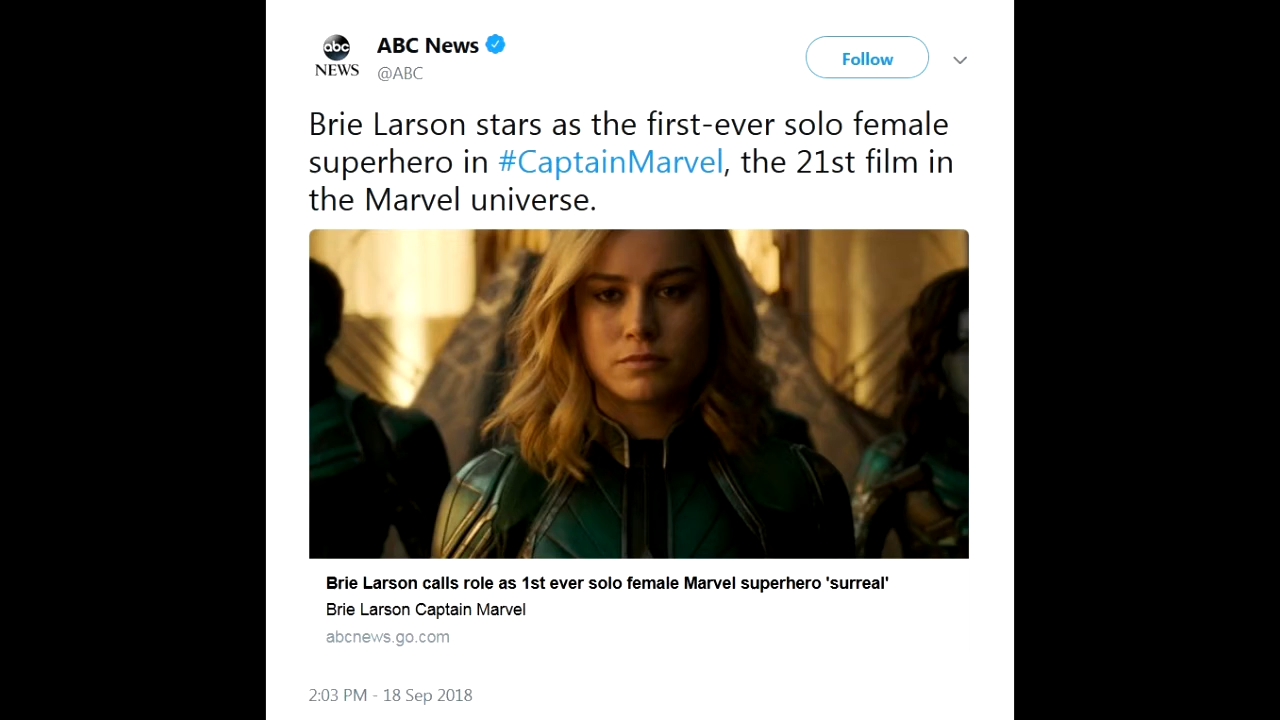 abc
NEWS
ABC News
@ABC
Follow
Brie Larson stars as the first-ever solo female
superhero in #CaptainMarvel, the 21st film in
the Marvel universe.
Brie Larson calls role as 1st ever solo female Marvel superhero 'surreal'
Brie Larson Captain Marvel
abcnews.go.com
2:03 PM - 18 Sep 2018